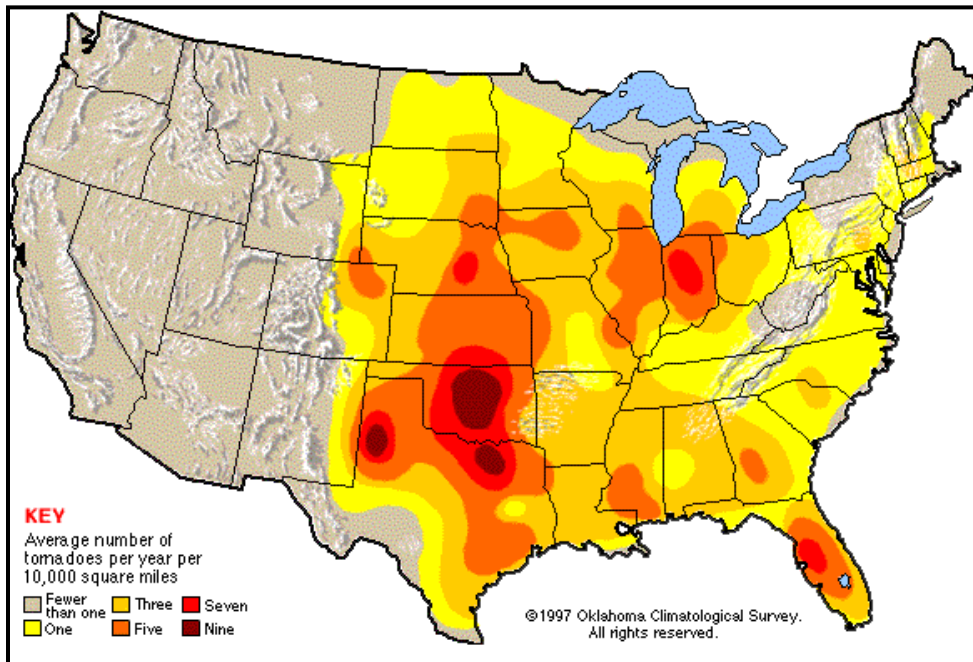 KEY
Average number of
tornadoes per year per
10,000 square miles
Fewer than one
Three
Seven
One
Five
Nine
©1997 Oklahoma Climatological Survey.
All rights reserved.